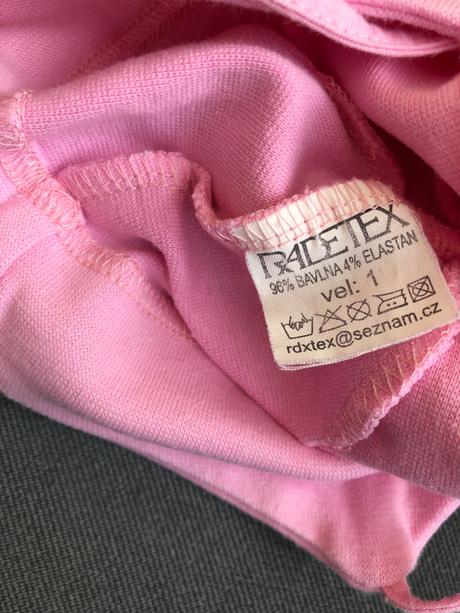 RADETEX
96% BAVLNA 4% ELASTAN
vel: 1
rdxtex@seznam.cz